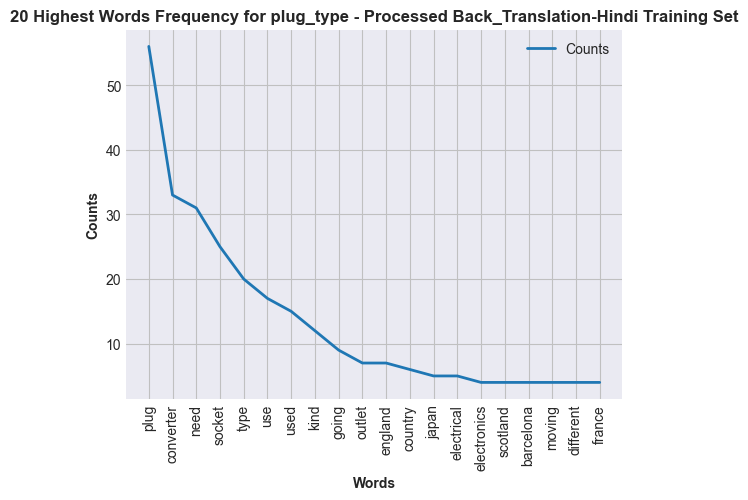 20 Highest Words Frequency for plug_type - Processed Back_Translation-Hindi Training Set
Counts
50
40
30
20
10
Counts
plug
converter
need
socket
type
use
used
kind
going
outlet
england
country
japan
electrical
electronics
scotland
barcelona
moving
different
france
Words